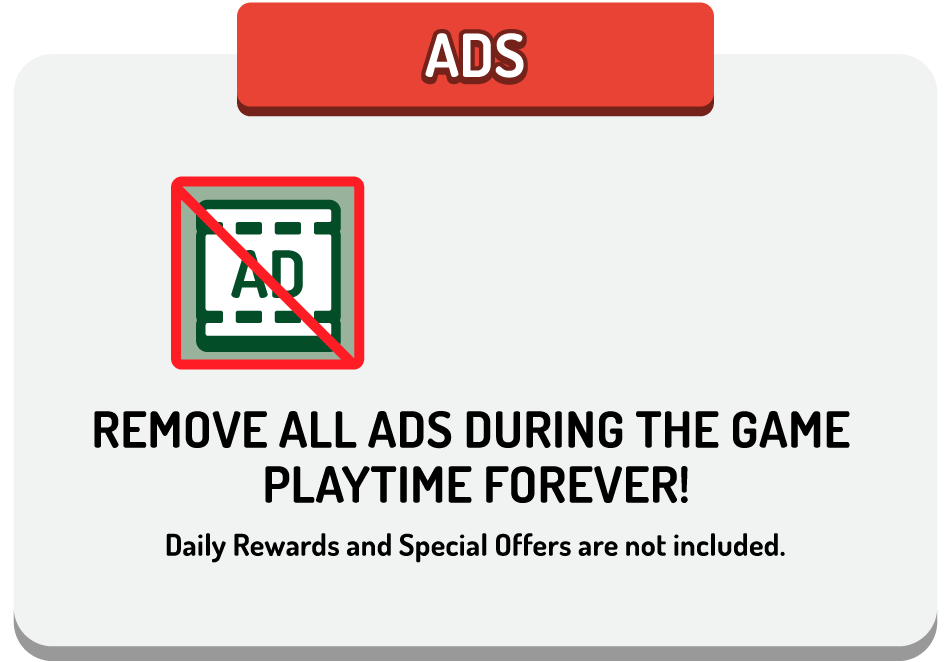 ADS
AD
REMOVE ALL ADS DURING THE GAME
PLAYTIME FOREVER!
Daily Rewards and Special Offers are not included.